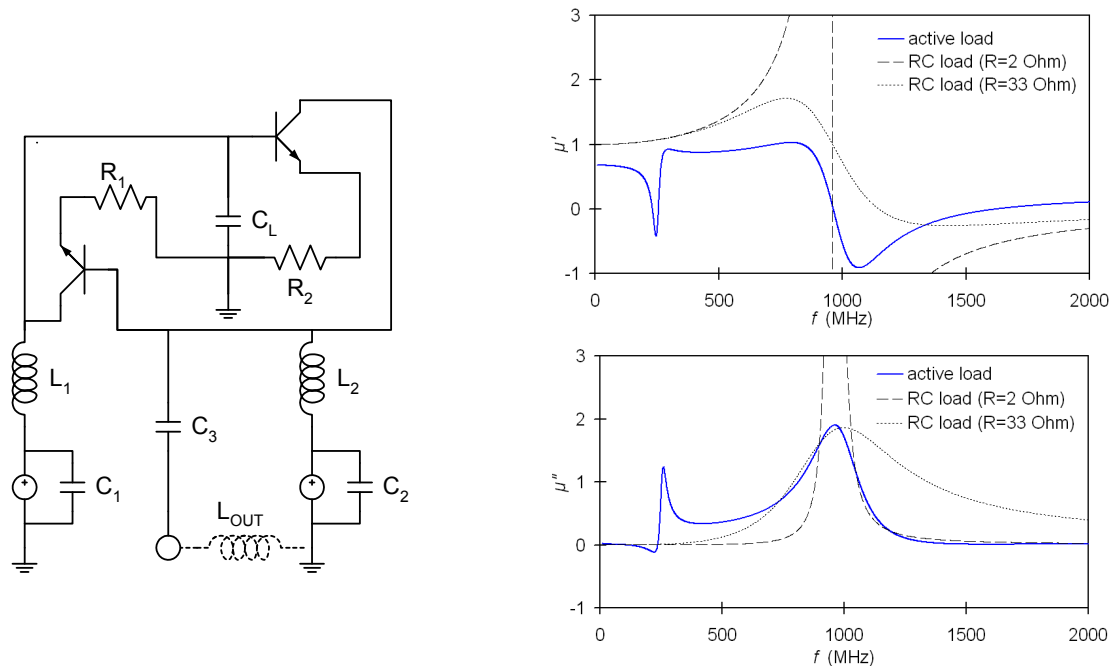 R1
CL
R2
L1
L2
C3
C1
C2
LOUT
+
+
3
2
1
0
-1
μ'
0
500
1000
1500
2000
f (MHz)
active load
RC load (R=2 Ohm)
RC load (R=33 Ohm)
3
2
1
0
-1
μ"
0
500
1000
1500
2000
f (MHz)
active load
RC load (R=2 Ohm)
RC load (R=33 Ohm)